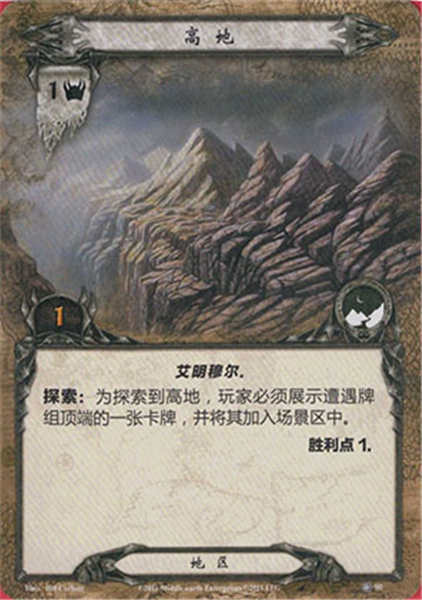 高地
1
1
艾明穆尔.
探索：为探索到高地，玩家必须展示遭遇牌
组顶端的一张卡牌，并将其加入场景区中。
胜利点 1.
地区